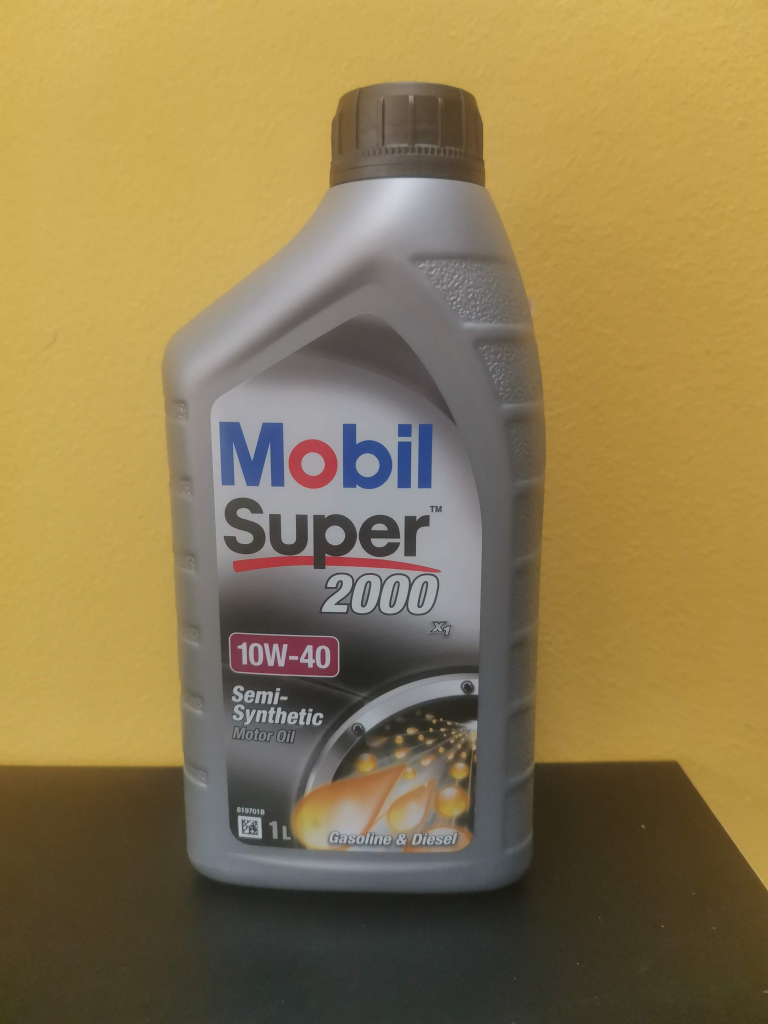 Mobil
Super™
2000
X1
10W-40
Semi-
Synthetic
Motor Oil
8197018
1L
Gasoline & Diesel